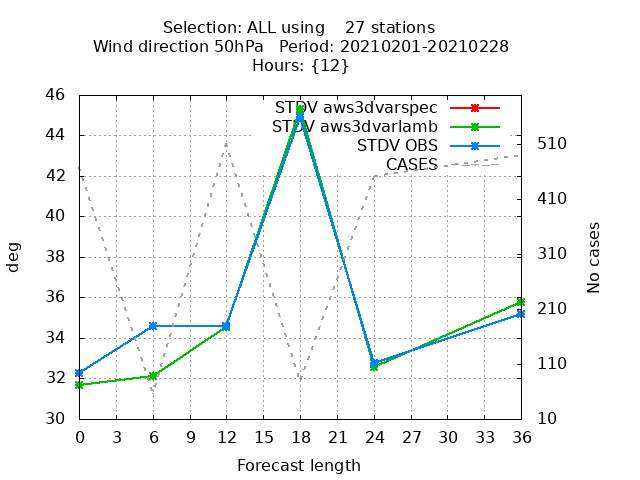 Selection: ALL using    27 stations
Wind direction 50hPa   Period: 20210201-20210228
Hours: {12}
46
44
42
40
38
36
34
32
30
deg
STDV aws3dvarspec
STDV aws3dvarlamb
STDV OBS
CASES
510
410
310
210
110
10
No cases
0 3 6 9 12 15 18 21 24 27 30 33 36
Forecast length